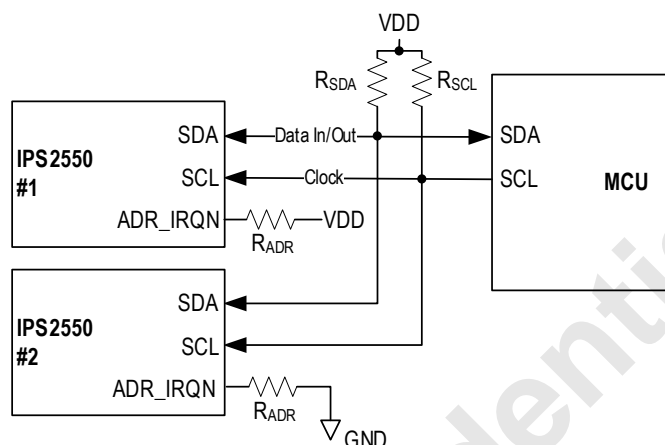 VDD
RSDA
RSCL
SDA
Data In/Out
SDA
IPS2550
#1
SCL
Clock
SCL
MCU
ADR_IRQN
VDD
RADR
SDA
IPS2550
#2
SCL
ADR_IRQN
RADR
GND